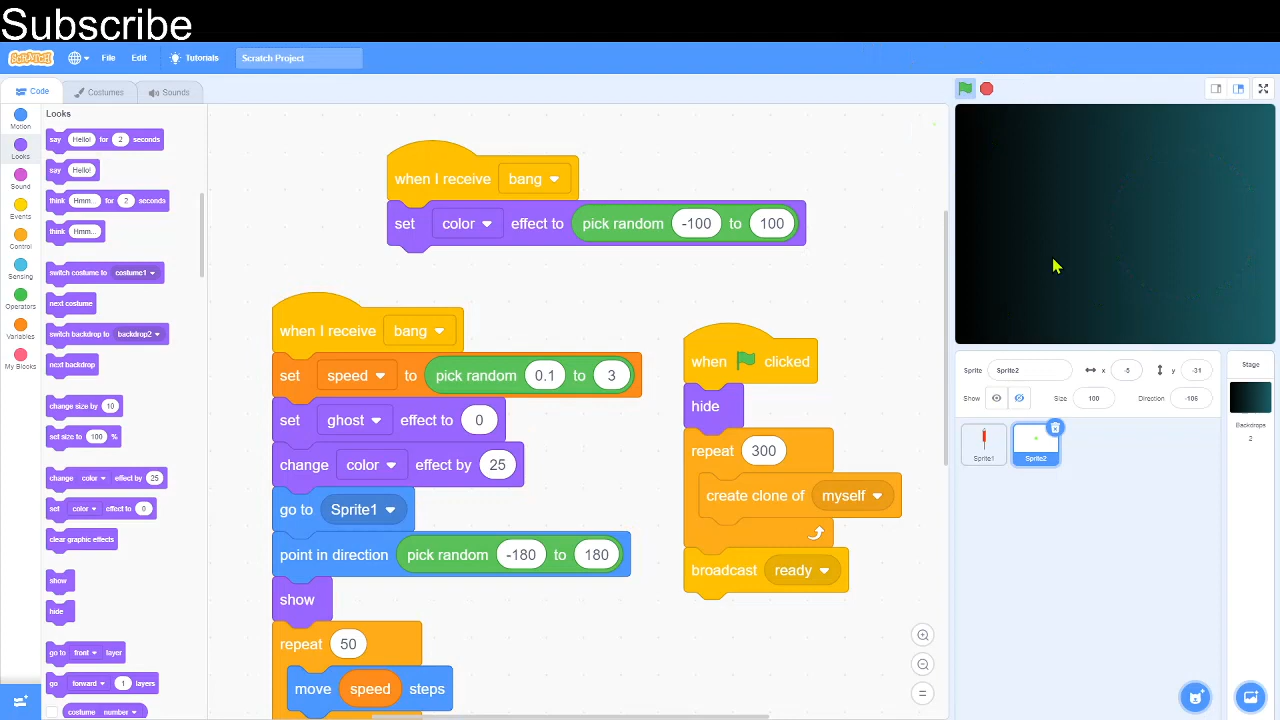 Subscribe
SCRATCH
File
Edit
Tutorials
Scratch Project
Code
Costumes
Sounds
Motion
Looks
Sound
Events
Control
Sensing
Operators
Variables
My Blocks
Looks
say Hello! for 2 seconds
say Hello!
think Hmm... for 2 seconds
think Hmm...
switch costume to costume1
next costume
switch backdrop to backdrop2
next backdrop
change size by 10
set size to 100 %
change color effect by 25
set color effect to 0
clear graphic effects
show
hide
go to front layer
go forward 1 layers
costume number
when I receive bang
set color effect to pick random -100 to 100
when I receive bang
set speed to pick random 0.1 to 3
set ghost effect to 0
change color effect by 25
go to Sprite1
point in direction pick random -180 to 180
show
repeat 50
move speed steps
when clicked
hide
repeat 300
create clone of myself
broadcast ready
Sprite Sprite2 x -5 y -31
Show Size 100 Direction -106
Sprite1
Sprite2
Stage
Backdrops
2